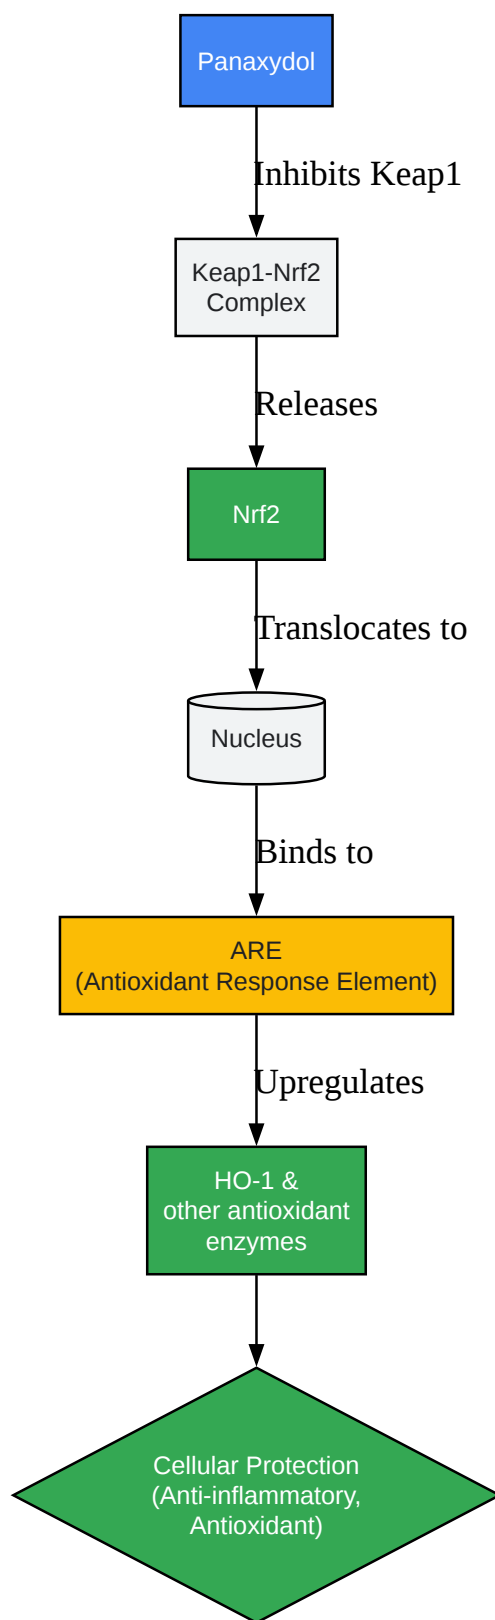 Panaxydol
Inhibits Keap1
Keap1-Nrf2
Complex
Releases
Nrf2
Translocates to
Nucleus
Binds to
ARE
(Antioxidant Response Element)
Upregulates
HO-1 &
other antioxidant
enzymes
Cellular Protection
(Anti-inflammatory,
Antioxidant)